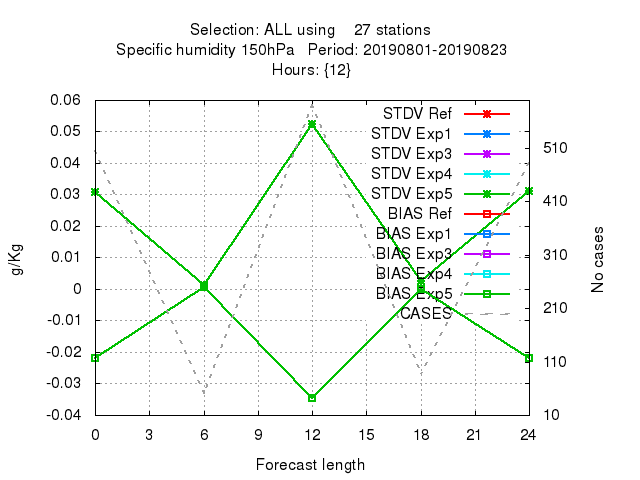 Selection: ALL using 27 stations
Specific humidity 150hPa Period: 20190801-20190823
Hours: {12}
0.06
0.05
0.04
0.03
0.02
0.01
0
-0.01
-0.02
-0.03
-0.04
g/Kg
STDV Ref
STDV Exp1
STDV Exp3
STDV Exp4
STDV Exp5
BIAS Ref
BIAS Exp1
BIAS Exp3
BIAS Exp4
BIAS Exp5
CASES
510
410
310
210
110
10
No cases
0 3 6 9 12 15 18 21 24
Forecast length